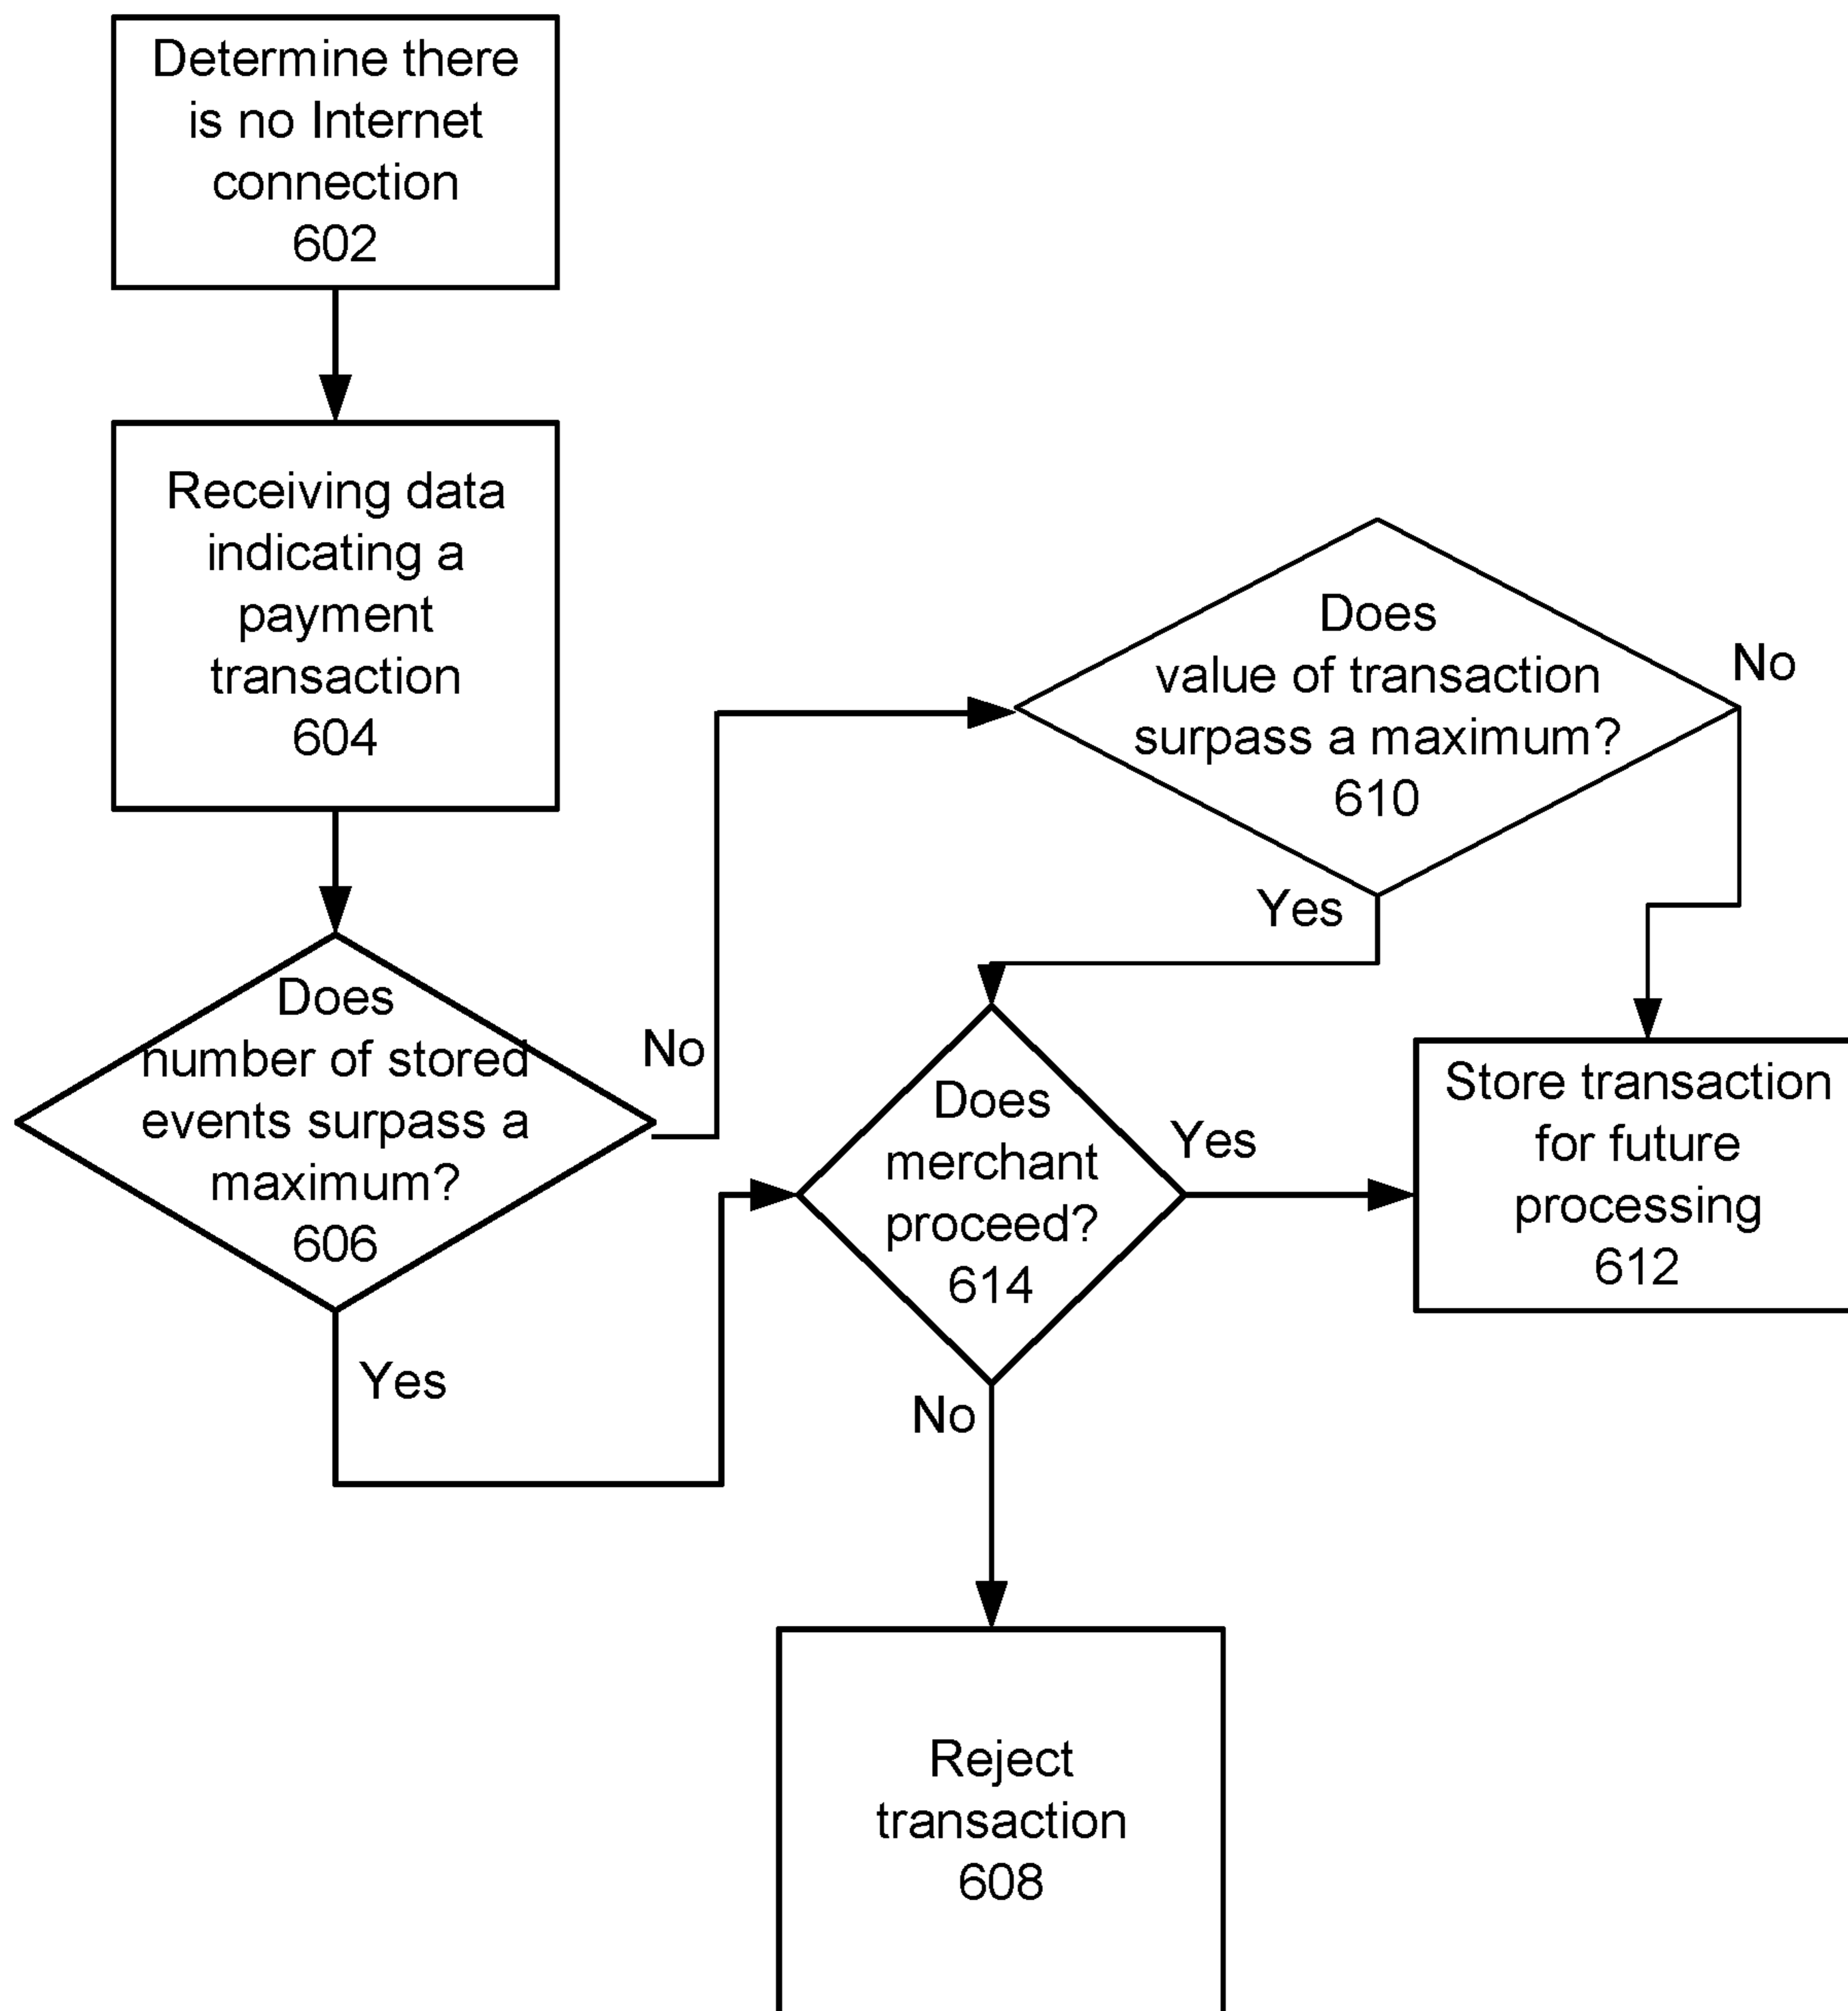 Determine there
is no Internet
connection
602
Receiving data
indicating a
payment
transaction
604
Does
number of stored
events surpass a
maximum?
606
No
Yes
Does
value of transaction
surpass a maximum?
610
No
Yes
Does
merchant
proceed?
614
Yes
No
Store transaction
for future
processing
612
Reject
transaction
608